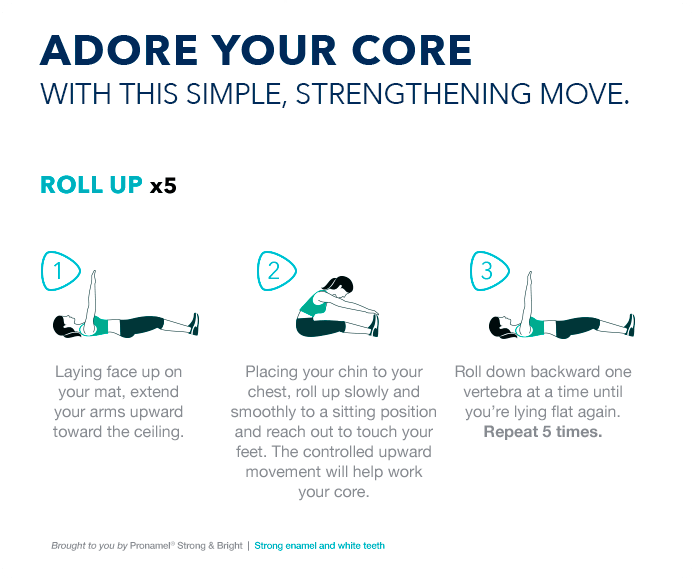 ADORE YOUR CORE
WITH THIS SIMPLE, STRENGTHENING MOVE.
ROLL UP x5
1
Laying face up on
your mat, extend
your arms upward
toward the ceiling.
2
Placing your chin to your
chest, roll up slowly and
smoothly to a sitting position
and reach out to touch your
feet. The controlled upward
movement will help work
your core.
3
Roll down backward one
vertebra at a time until
you’re lying flat again.
Repeat 5 times.
Brought to you by Pronamel® Strong & Bright | Strong enamel and white teeth